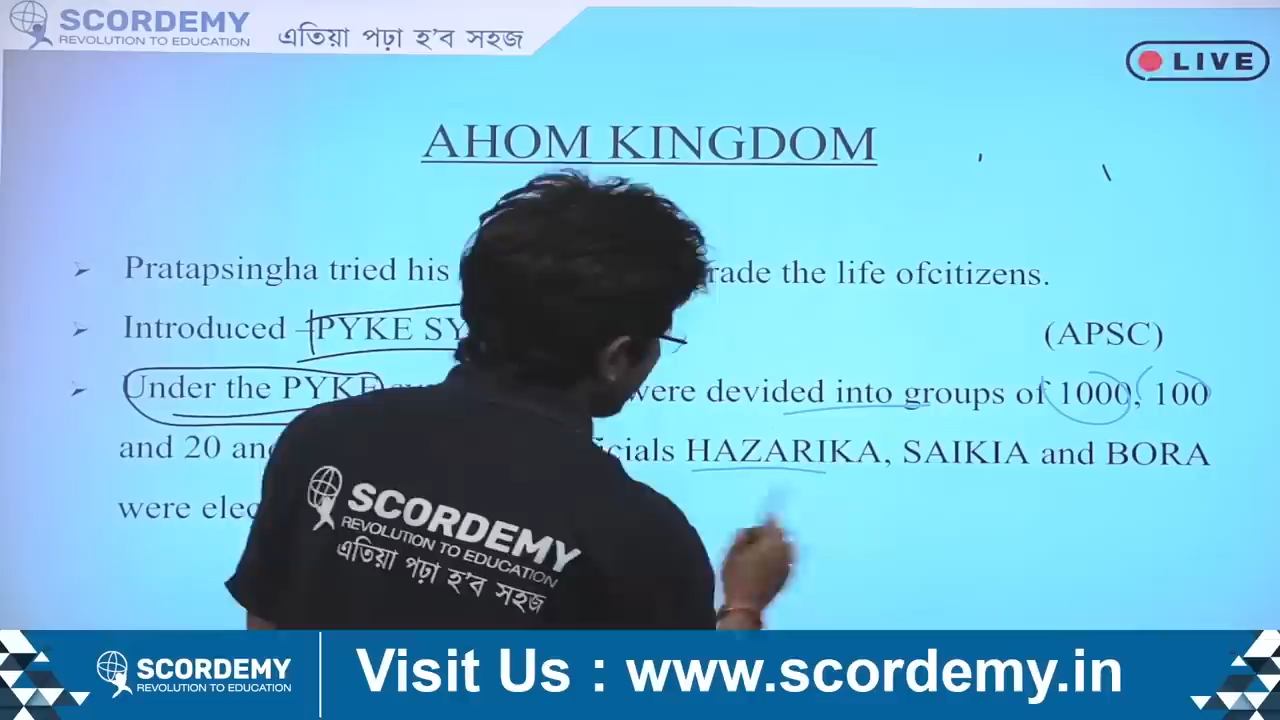 SCORDEMY
REVOLUTION TO EDUCATION
এতিয়া পঢ়া হ'ব সহজ
LIVE
AHOM KINGDOM
Pratapsingha tried his rade the life ofcitizens.
Introduced –PYKE SY (APSC)
Under the PYKE were devided into groups of 1000, 100
and 20 and cials HAZARIKA, SAIKIA and BORA
were elec
SCORDEMY
REVOLUTION TO EDUCATION
এতিয়া পঢ়া হ'ব সহজ
SCORDEMY
REVOLUTION TO EDUCATION
Visit Us : www.scordemy.in